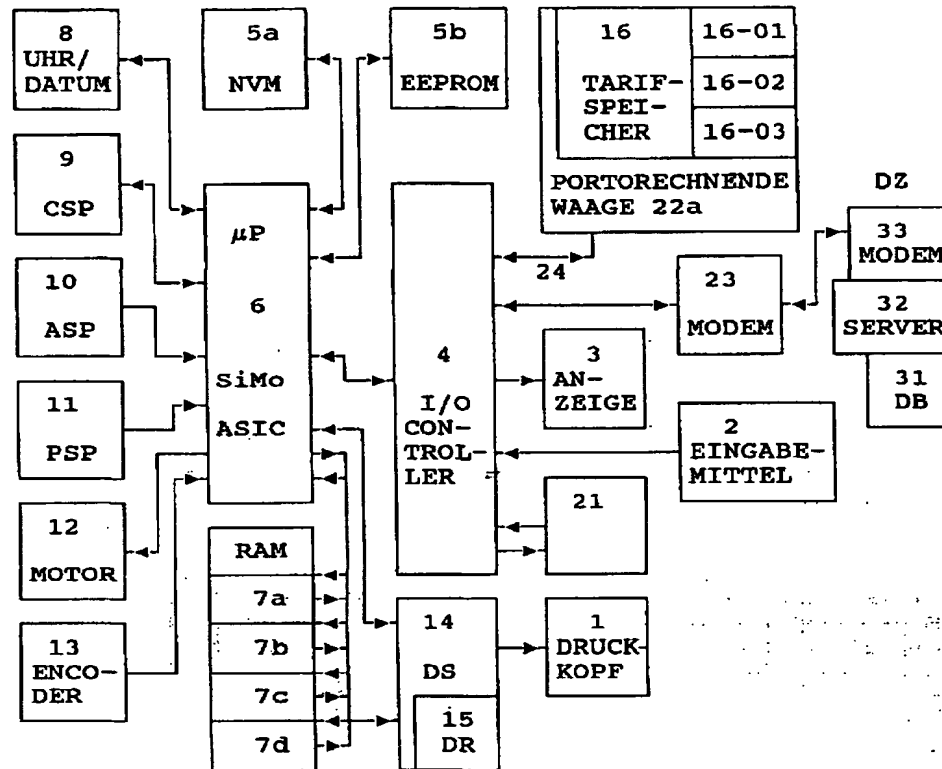 8
UHR/
DATUM
5a
NVM
5b
EEPROM
16
TARIF-
SPEI-
CHER
16-01
16-02
16-03
PORTORECHNENDE
WAAGE 22a
9
CSP
10
ASP
11
PSP
12
MOTOR
13
ENCO-
DER
μP
6
SiMo
ASIC
RAM
7a
7b
7c
7d
4
I/O
CON-
TROL-
LER
24
23
MODEM
DZ
33
MODEM
32
SERVER
31
DB
3
AN-
ZEIGE
2
EINGABE-
MITTEL
21
14
DS
15
DR
1
DRUCK-
KOPF